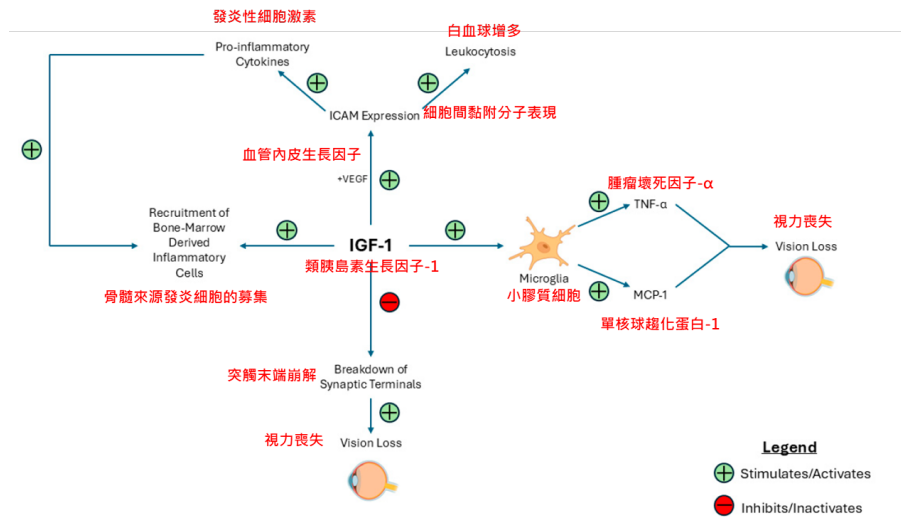 發炎性細胞激素
Pro-inflammatory
Cytokines
白血球增多
Leukocytosis
ICAM Expression
細胞間黏附分子表現
血管內皮生長因子
+VEGF
Recruitment of
Bone-Marrow
Derived
Inflammatory
Cells
骨髓來源發炎細胞的募集
IGF-1
類胰島素生長因子-1
Microglia
小膠質細胞
腫瘤壞死因子-α
TNF-α
MCP-1
單核球趨化蛋白-1
視力喪失
Vision Loss
突觸末端崩解
Breakdown of
Synaptic Terminals
視力喪失
Vision Loss
Legend
Stimulates/Activates
Inhibits/Inactivates